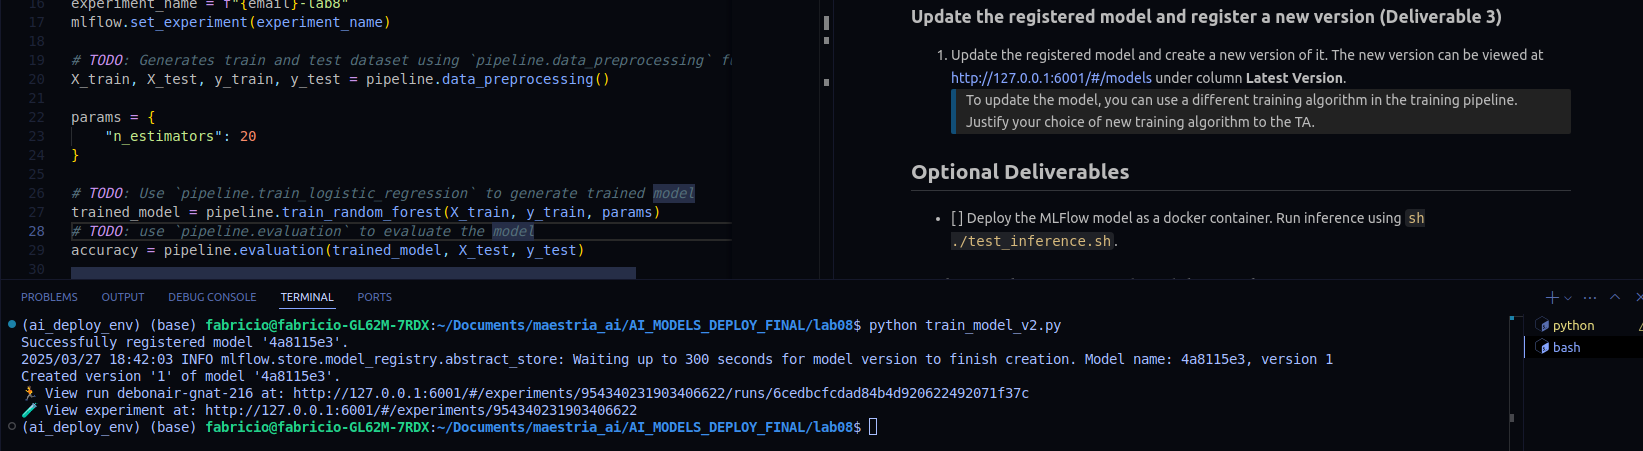 16 experiment_name = f"{email}-lab8"
17 mlflow.set_experiment(experiment_name)
18
19 # TODO: Generates train and test dataset using `pipeline.data_preprocessing` f
20 X_train, X_test, y_train, y_test = pipeline.data_preprocessing()
21
22 params = {
23 "n_estimators": 20
24 }
25
26 # TODO: Use `pipeline.train_logistic_regression` to generate trained model
27 trained_model = pipeline.train_random_forest(X_train, y_train, params)
28 # TODO: use `pipeline.evaluation` to evaluate the model
29 accuracy = pipeline.evaluation(trained_model, X_test, y_test)
30
Update the registered model and register a new version (Deliverable 3)
1. Update the registered model and create a new version of it. The new version can be viewed at
http://127.0.0.1:6001/#/models under column Latest Version.
To update the model, you can use a different training algorithm in the training pipeline.
Justify your choice of new training algorithm to the TA.
Optional Deliverables
• [ ] Deploy the MLFlow model as a docker container. Run inference using sh
./test_inference.sh.
PROBLEMS OUTPUT DEBUG CONSOLE TERMINAL PORTS
(ai_deploy_env) (base) fabricio@fabricio-GL62M-7RDX:~/Documents/maestria_ai/AI_MODELS_DEPLOY_FINAL/lab08$ python train_model_v2.py
Successfully registered model '4a8115e3'.
2025/03/27 18:42:03 INFO mlflow.store.model_registry.abstract_store: Waiting up to 300 seconds for model version to finish creation. Model name: 4a8115e3, version 1
Created version '1' of model '4a8115e3'.
🏃 View run debonair-gnat-216 at: http://127.0.0.1:6001/#/experiments/954340231903406622/runs/6cedbcfcdad84b4d920622492071f37c
🧪 View experiment at: http://127.0.0.1:6001/#/experiments/954340231903406622
(ai_deploy_env) (base) fabricio@fabricio-GL62M-7RDX:~/Documents/maestria_ai/AI_MODELS_DEPLOY_FINAL/lab08$
python
bash